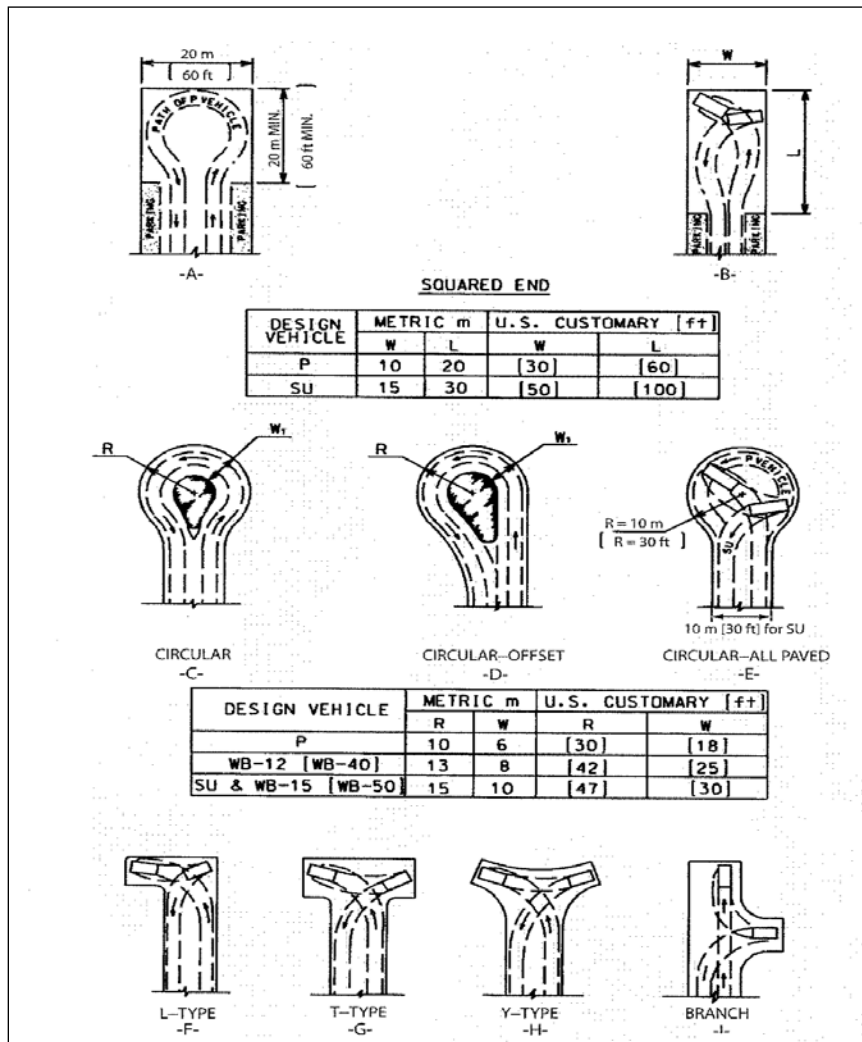 20 m
[ 60 ft ]
20 m MIN.
[ 60 ft MIN. ]
PATH OF P VEHICLE
PARKING
PARKING
-A-
W
L
PARKING
PARKING
-B-
SQUARED END
DESIGN VEHICLE METRIC m U.S. CUSTOMARY [ft]
W L W L
P 10 20 [30] [60]
SU 15 30 [50] [100]
R
CIRCULAR
-C-
R
CIRCULAR–OFFSET
-D-
P VEHICLE
R = 10 m
[ R = 30 ft ]
SU
10 m [30 ft] for SU
CIRCULAR–ALL PAVED
-E-
DESIGN VEHICLE METRIC m U.S. CUSTOMARY [ft]
R W R W
P 10 6 [30] [18]
WB-12 [WB-40] 13 8 [42] [25]
SU & WB-15 [WB-50] 15 10 [47] [30]
L–TYPE
-F-
T–TYPE
-G-
Y–TYPE
-H-
BRANCH
-I-